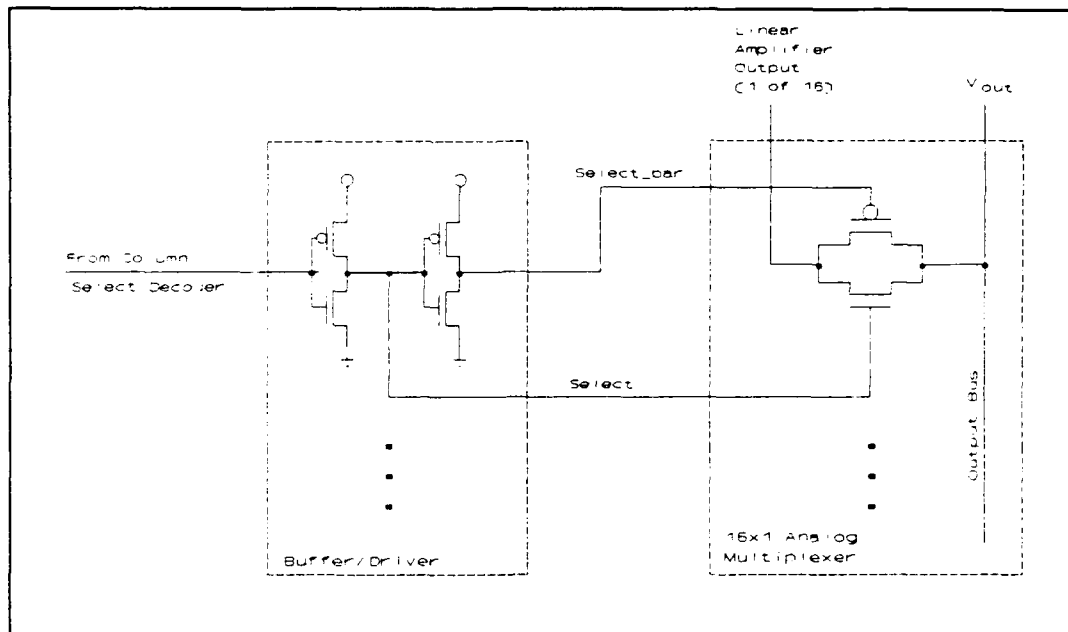 Linear
Amplifier
Output
(1 of 16)
Vout
Select_bar
From Column
Select Decoder
Select
Output Bus
16x1 Analog
Multiplexer
Buffer/Driver